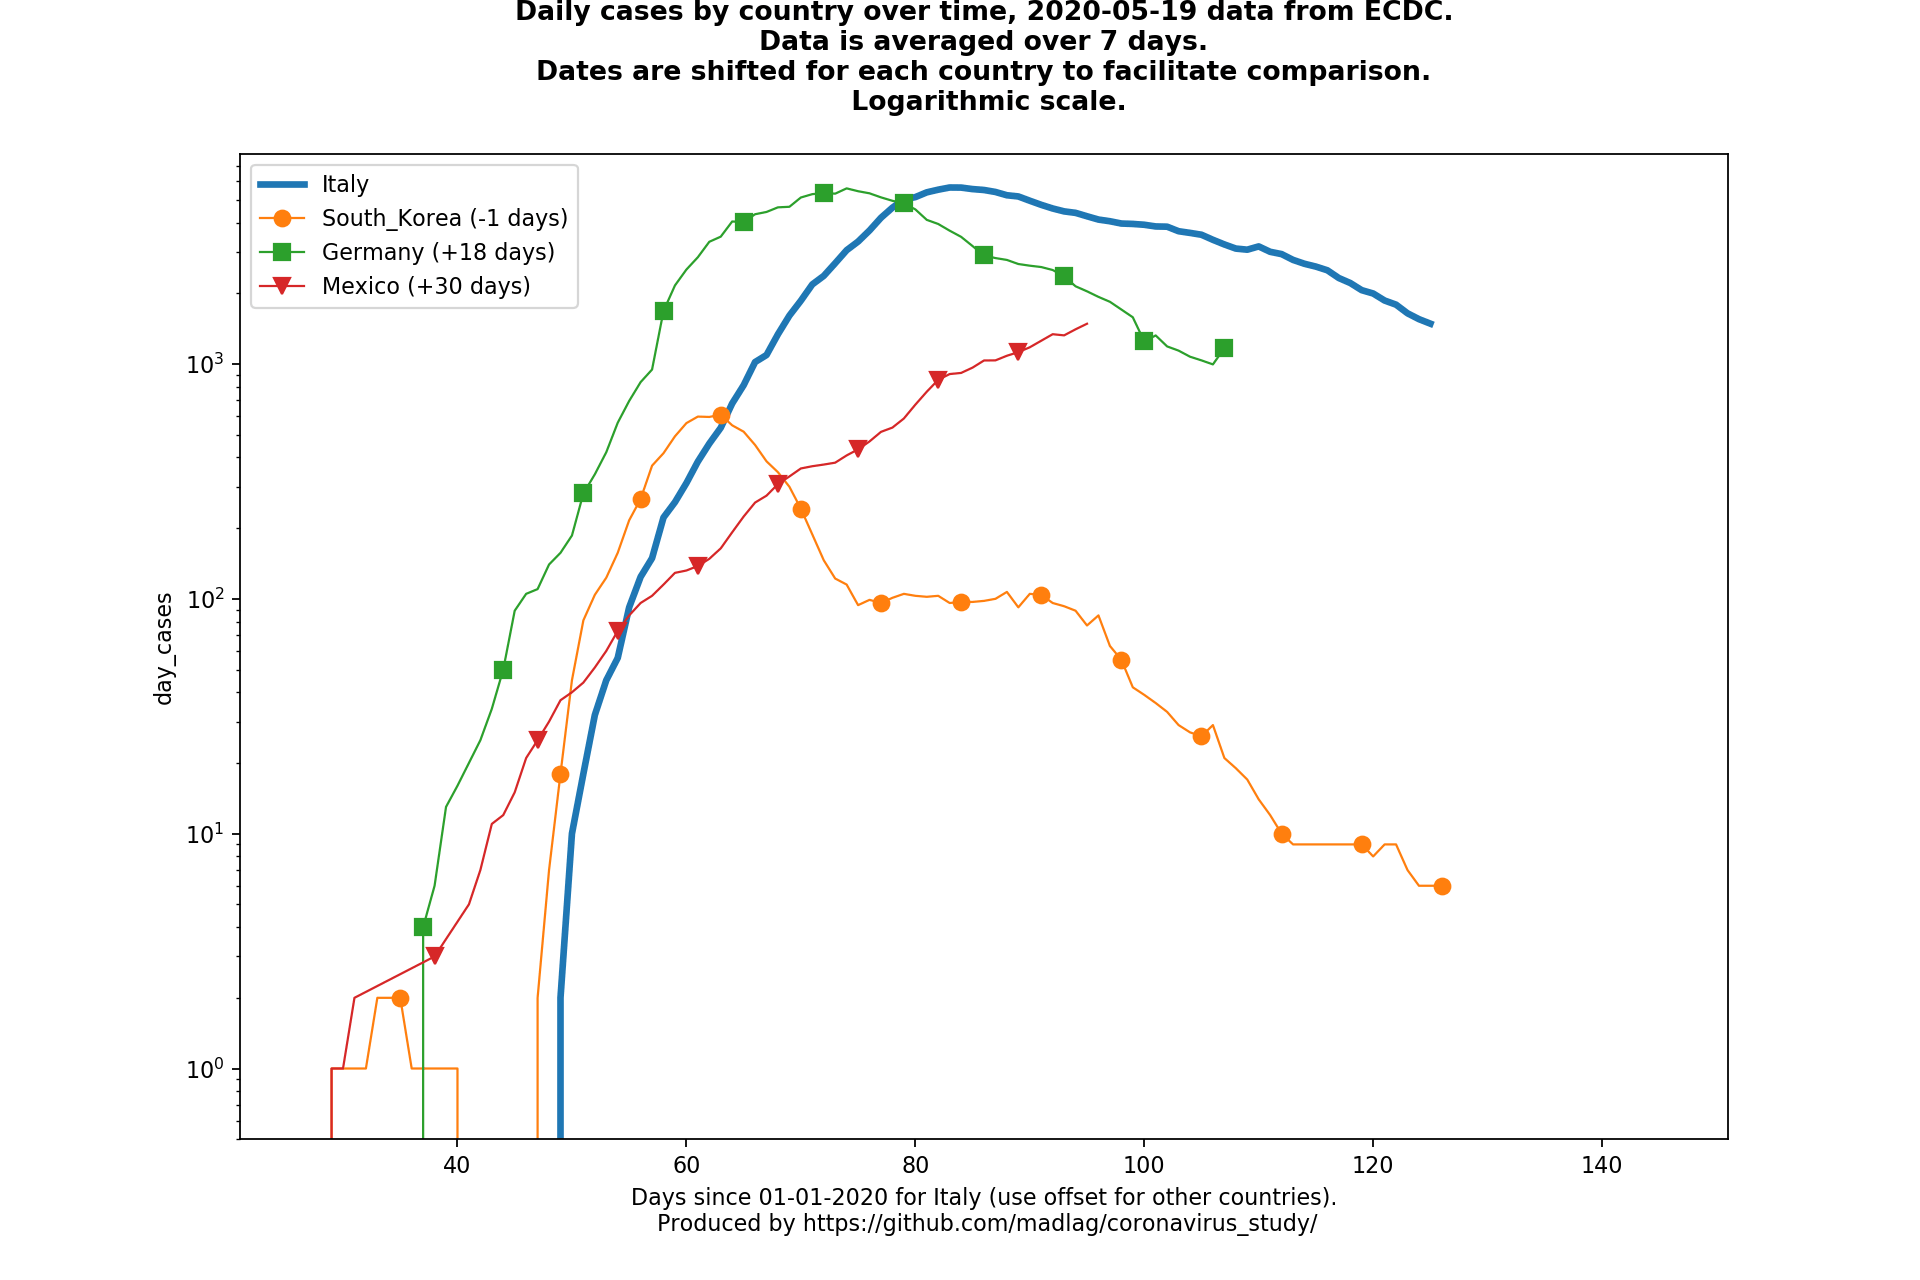 Daily cases by country over time, 2020-05-19 data from ECDC.
Data is averaged over 7 days.
Dates are shifted for each country to facilitate comparison.
Logarithmic scale.
Italy
South_Korea (-1 days)
Germany (+18 days)
Mexico (+30 days)
day_cases
10³
10²
10¹
10⁰
40 60 80 100 120 140
Days since 01-01-2020 for Italy (use offset for other countries).
Produced by https://github.com/madlag/coronavirus_study/